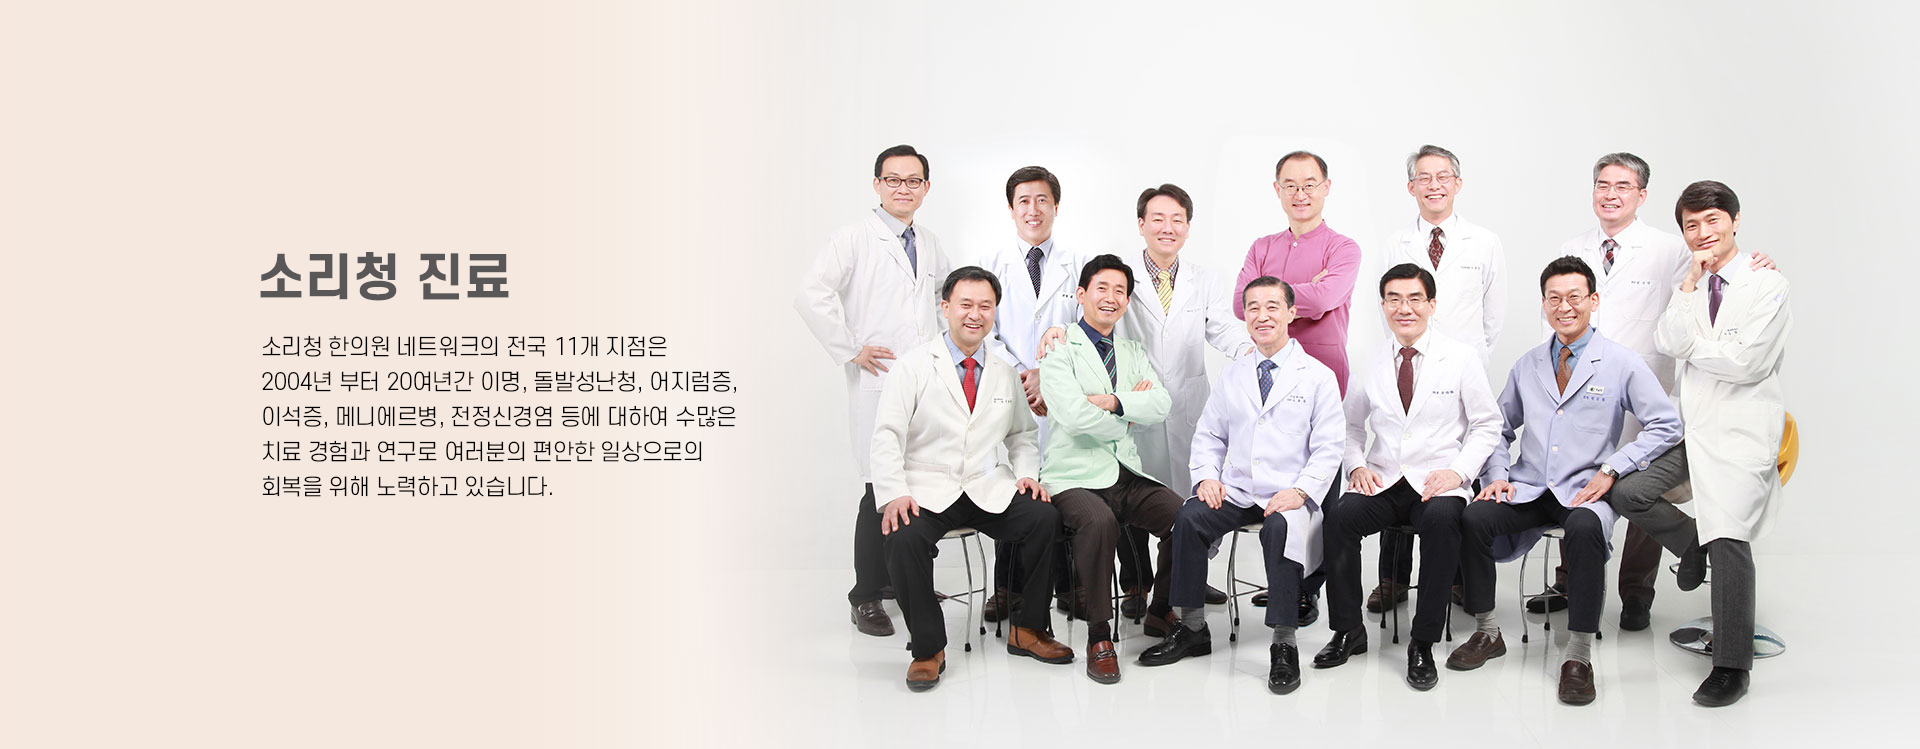 소리청 진료
소리청 한의원 네트워크의 전국 11개 지점은
2004년 부터 20여년간 이명, 돌발성난청, 어지럼증,
이석증, 메니에르병, 전정신경염 등에 대하여 수많은
치료 경험과 연구로 여러분의 편안한 일상으로의
회복을 위해 노력하고 있습니다.